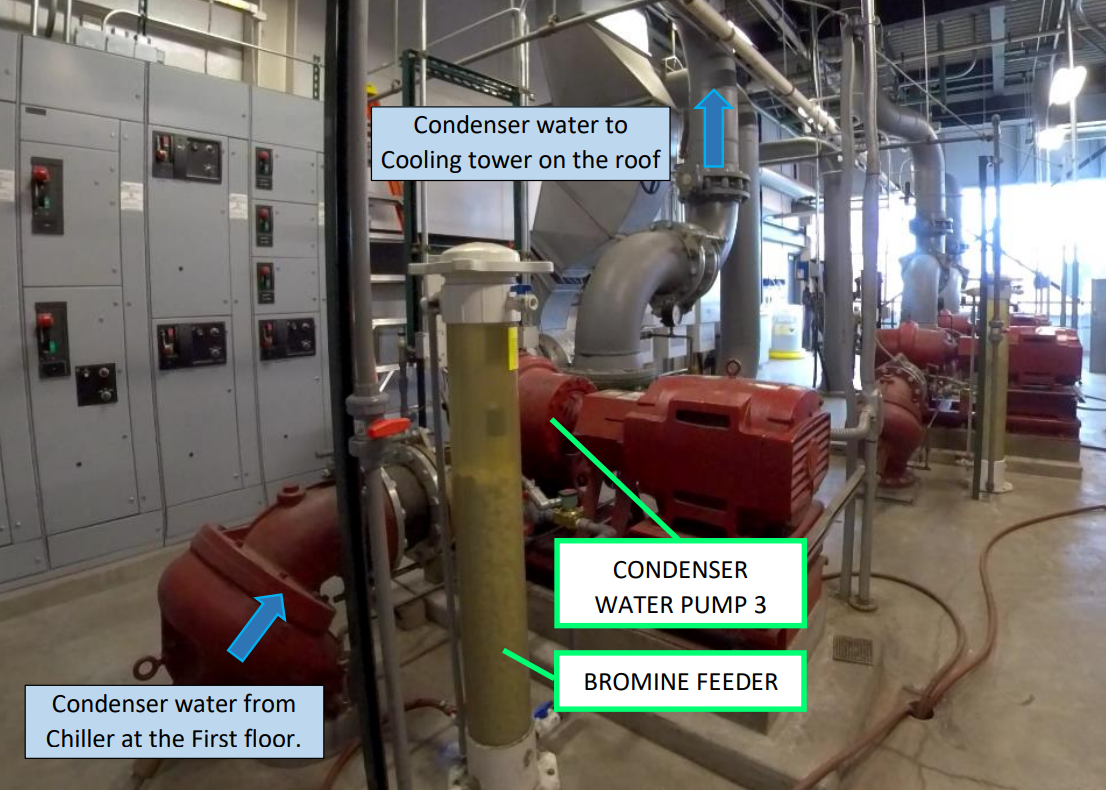 Condenser water to
Cooling tower on the roof
CONDENSER
WATER PUMP 3
BROMINE FEEDER
Condenser water from
Chiller at the First floor.